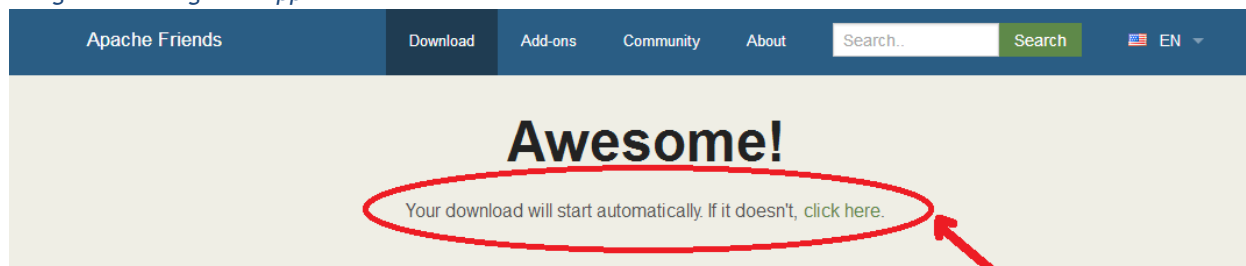 Apache Friends Download Add-ons Community About Search.. Search EN
Awesome!
Your download will start automatically. If it doesn't, click here.